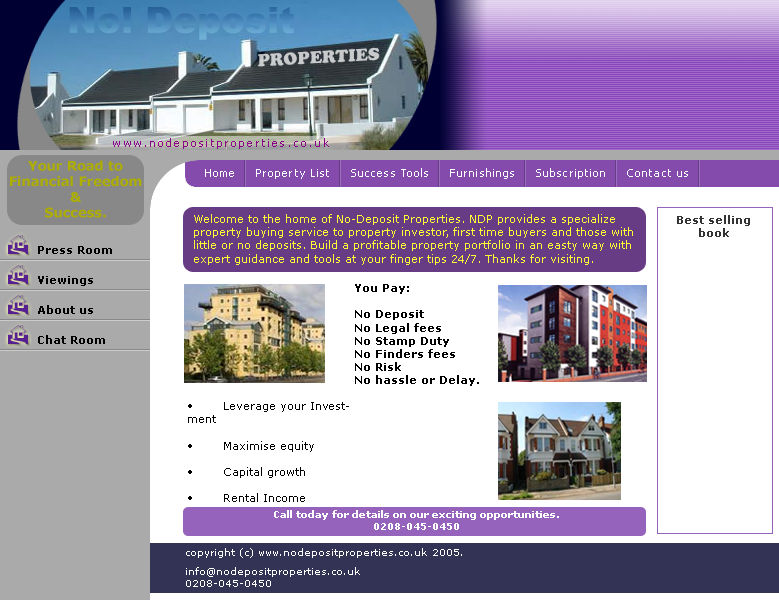 No! Deposit
PROPERTIES
www.nodepositproperties.co.uk
Your Road to
Financial Freedom
&
Success.
Home
Property List
Success Tools
Furnishings
Subscription
Contact us
Press Room
Viewings
About us
Chat Room
Welcome to the home of No-Deposit Properties. NDP provides a specialize
property buying service to property investor, first time buyers and those with
little or no deposits. Build a profitable property portfolio in an easty way with
expert guidance and tools at your finger tips 24/7. Thanks for visiting.
Best selling
book
You Pay:
No Deposit
No Legal fees
No Stamp Duty
No Finders fees
No Risk
No hassle or Delay.
• Leverage your Invest-
ment
• Maximise equity
• Capital growth
• Rental Income
Call today for details on our exciting opportunities.
0208-045-0450
copyright (c) www.nodepositproperties.co.uk 2005.
info@nodepositproperties.co.uk
0208-045-0450